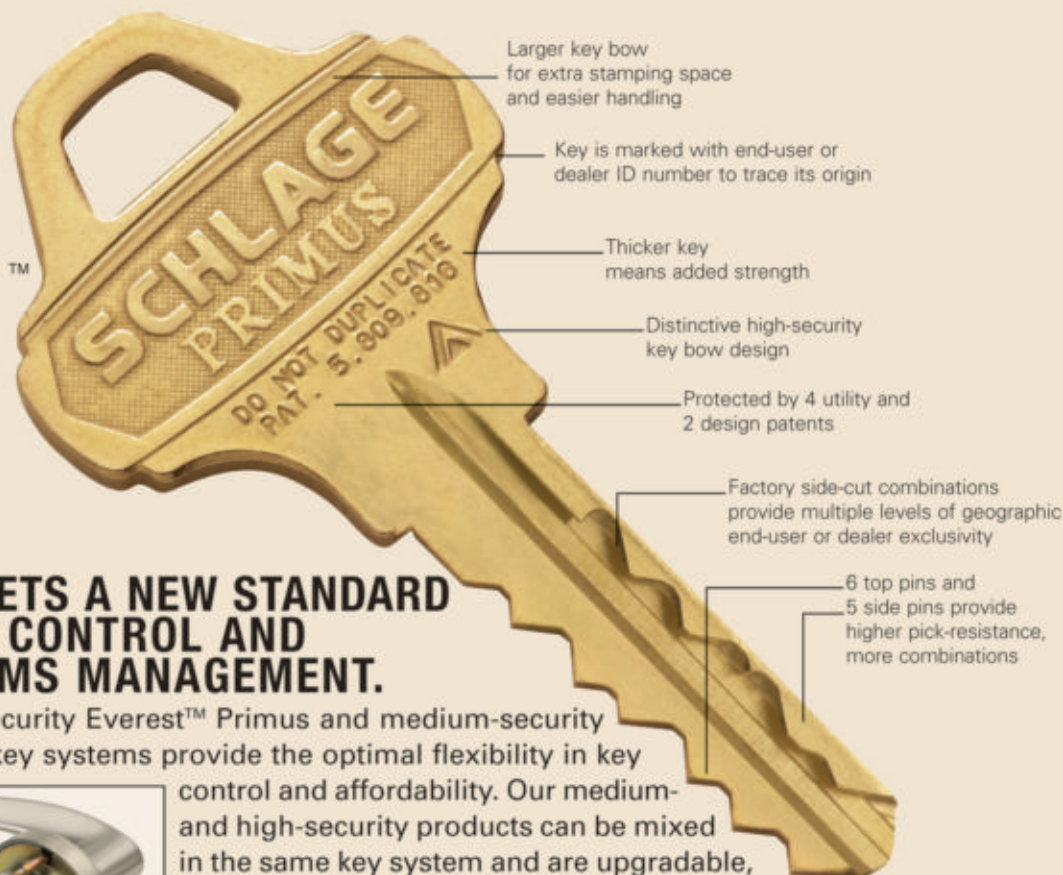 Larger key bow
for extra stamping space
and easier handling
Key is marked with end-user or
dealer ID number to trace its origin
Thicker key
means added strength
Distinctive high-security
key bow design
Protected by 4 utility and
2 design patents
Factory side-cut combinations
provide multiple levels of geographic
end-user or dealer exclusivity
6 top pins and
5 side pins provide
higher pick-resistance,
more combinations
SCHLAGE
PRIMUS
DO NOT DUPLICATE
PAT. 5,809,816
TM
ETS A NEW STANDARD
CONTROL AND
MS MANAGEMENT.
curity Everest™ Primus and medium-security
key systems provide the optimal flexibility in key
control and affordability. Our medium-
and high-security products can be mixed
in the same key system and are upgradable,